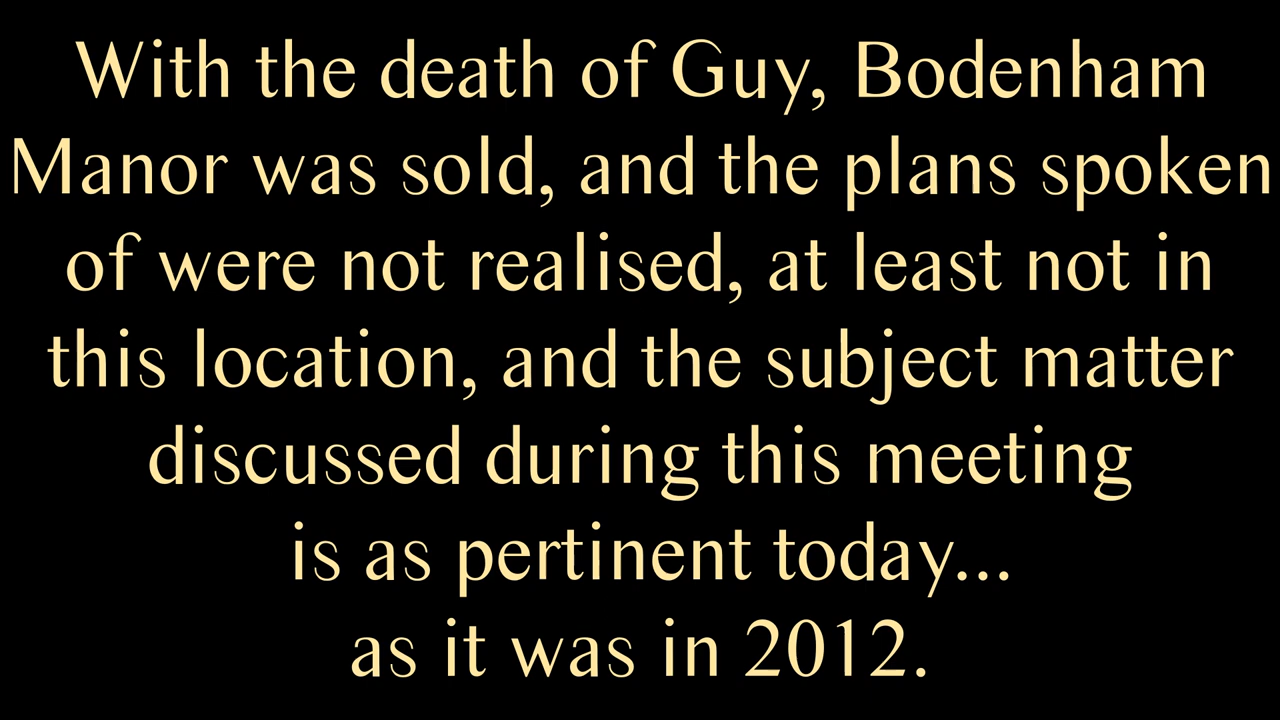 With the death of Guy, Bodenham
Manor was sold, and the plans spoken
of were not realised, at least not in
this location, and the subject matter
discussed during this meeting
is as pertinent today...
as it was in 2012.